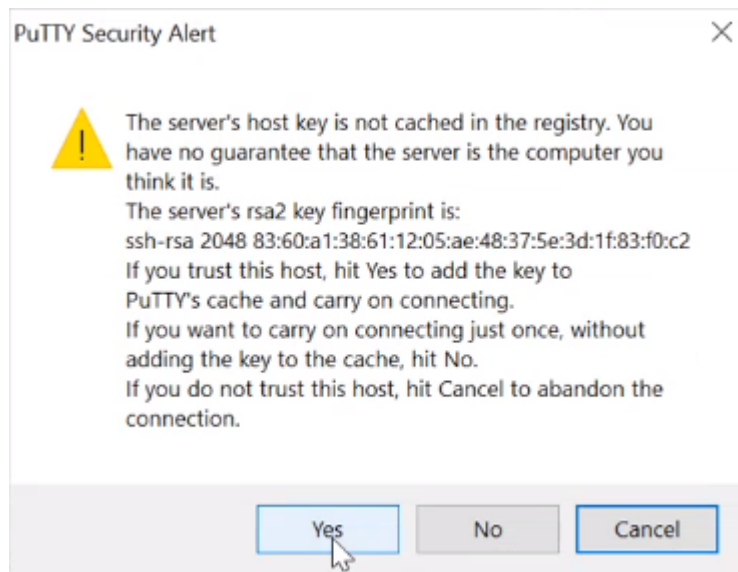 PuTTY Security Alert
The server's host key is not cached in the registry. You
have no guarantee that the server is the computer you
think it is.
The server's rsa2 key fingerprint is:
ssh-rsa 2048 83:60:a1:38:61:12:05:ae:48:37:5e:3d:1f:83:f0:c2
If you trust this host, hit Yes to add the key to
PuTTY's cache and carry on connecting.
If you want to carry on connecting just once, without
adding the key to the cache, hit No.
If you do not trust this host, hit Cancel to abandon the
connection.
Yes No Cancel